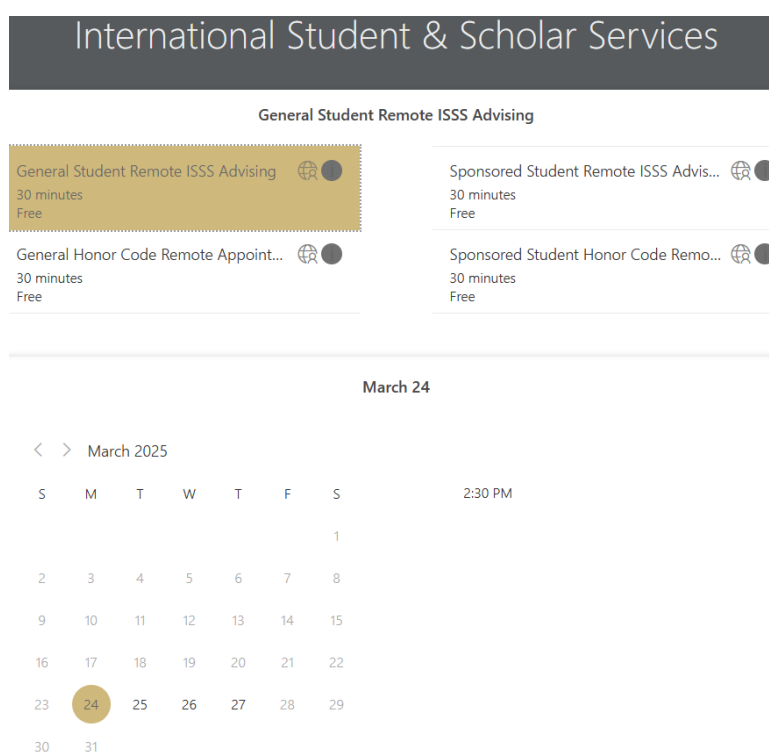 International Student & Scholar Services
General Student Remote ISSS Advising
General Student Remote ISSS Advising
30 minutes
Free
Sponsored Student Remote ISSS Advis...
30 minutes
Free
General Honor Code Remote Appoint...
30 minutes
Free
Sponsored Student Honor Code Remo...
30 minutes
Free
March 24
March 2025
S M T W T F S
2:30 PM
1
2 3 4 5 6 7 8
9 10 11 12 13 14 15
16 17 18 19 20 21 22
23 24 25 26 27 28 29
30 31